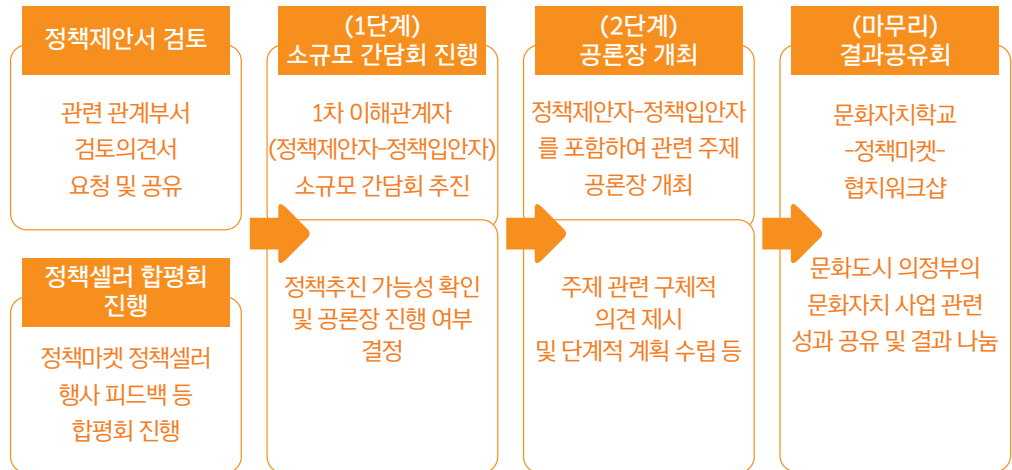 정책제안서 검토
관련 관계부서
검토의견서
요청 및 공유
정책셀러 합평회
진행
정책마켓 정책셀러
행사 피드백 등
합평회 진행
(1단계)
소규모 간담회 진행
1차 이해관계자
(정책제안자-정책입안자)
소규모 간담회 추진
정책추진 가능성 확인
및 공론장 진행 여부
결정
(2단계)
공론장 개최
정책제안자-정책입안자
를 포함하여 관련 주제
공론장 개최
주제 관련 구체적
의견 제시
및 단계적 계획 수립 등
(마무리)
결과공유회
문화자치학교
-정책마켓-
협치워크샵
문화도시 의정부의
문화자치 사업 관련
성과 공유 및 결과 나눔